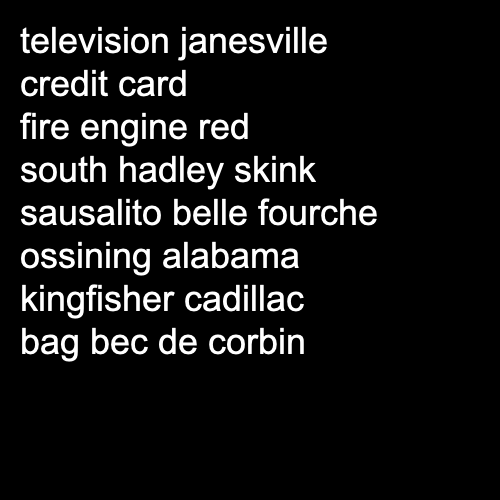 television janesville
credit card
fire engine red
south hadley skink
sausalito belle fourche
ossining alabama
kingfisher cadillac
bag bec de corbin